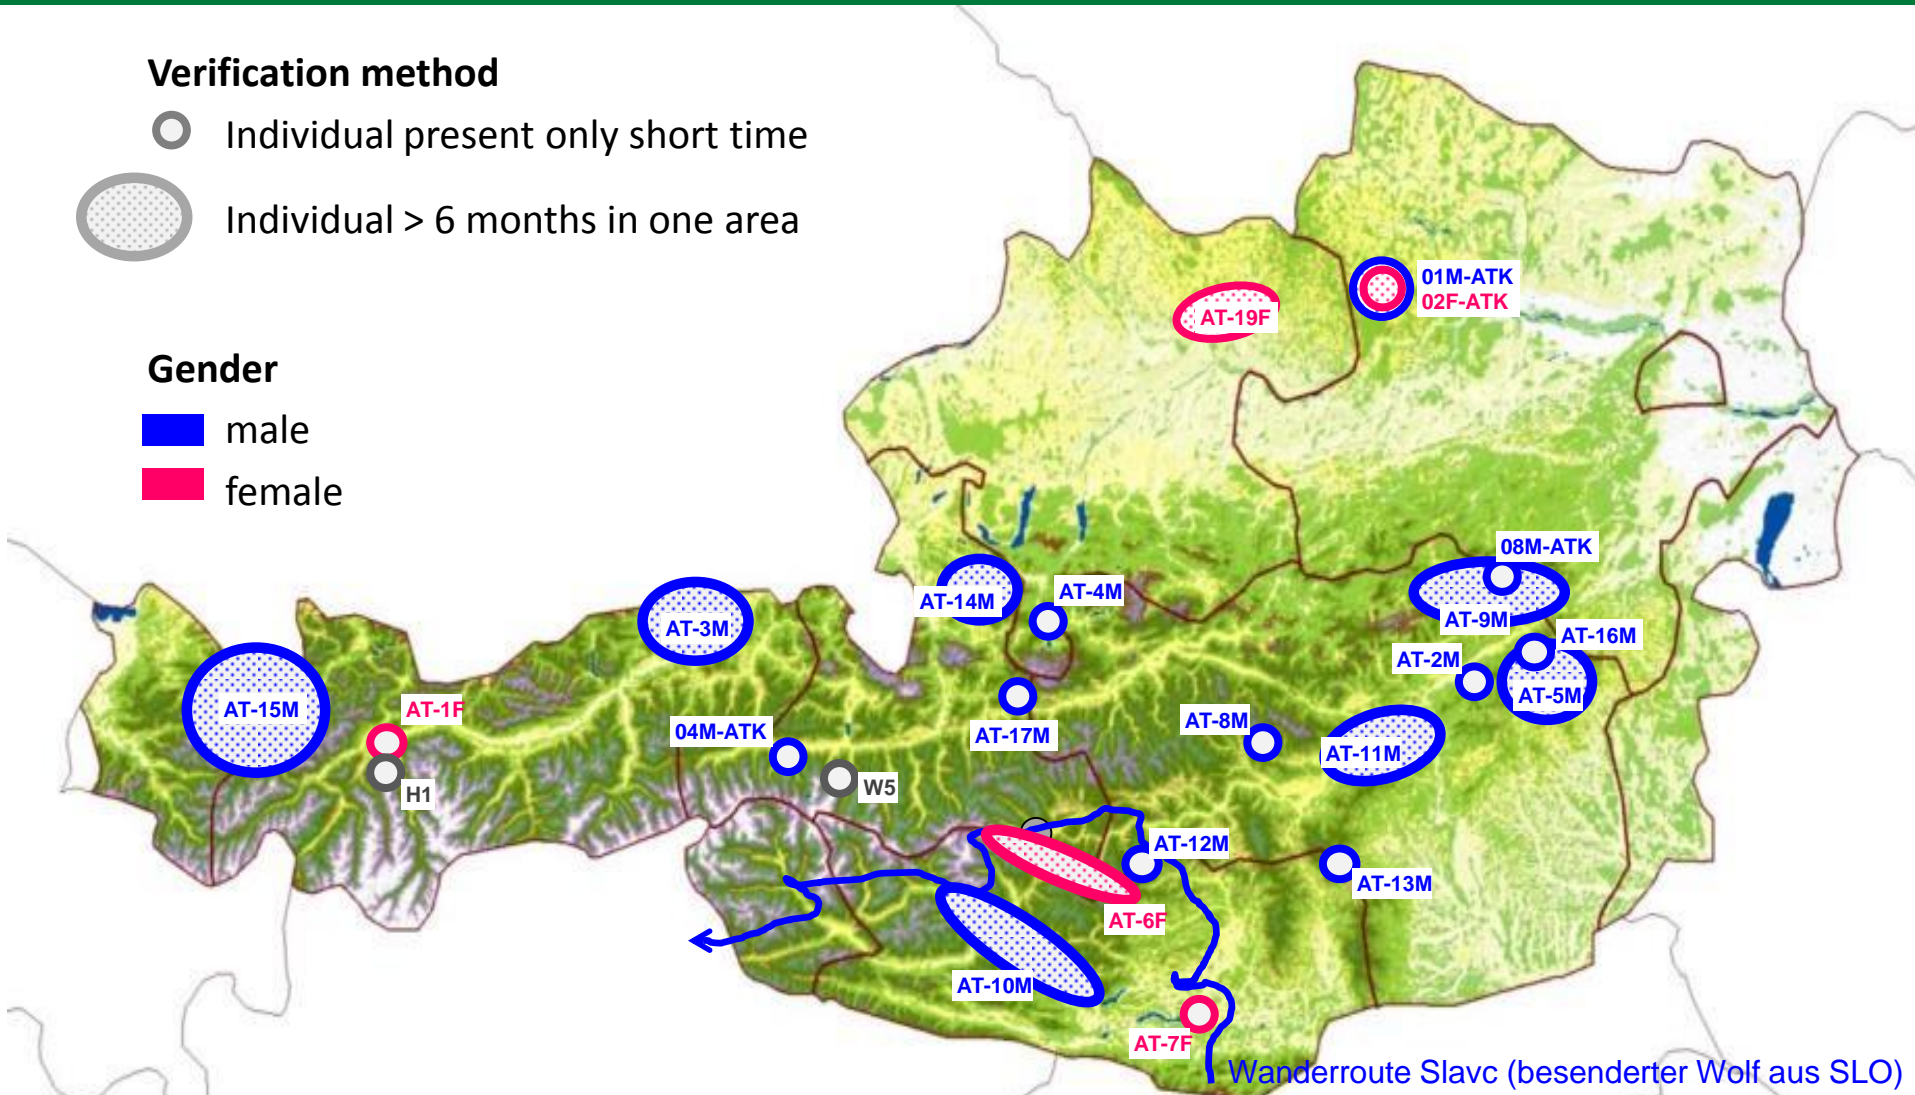 Verification method
Individual present only short time
Individual > 6 months in one area
Gender
male
female
01M-ATK
02F-ATK
AT-19F
08M-ATK
AT-14M
AT-4M
AT-3M
AT-9M
AT-16M
AT-2M
AT-5M
AT-15M
AT-1F
04M-ATK
AT-17M
AT-8M
AT-11M
H1
W5
AT-12M
AT-13M
AT-6F
AT-10M
AT-7F
Wanderroute Slavc (besenderter Wolf aus SLO)